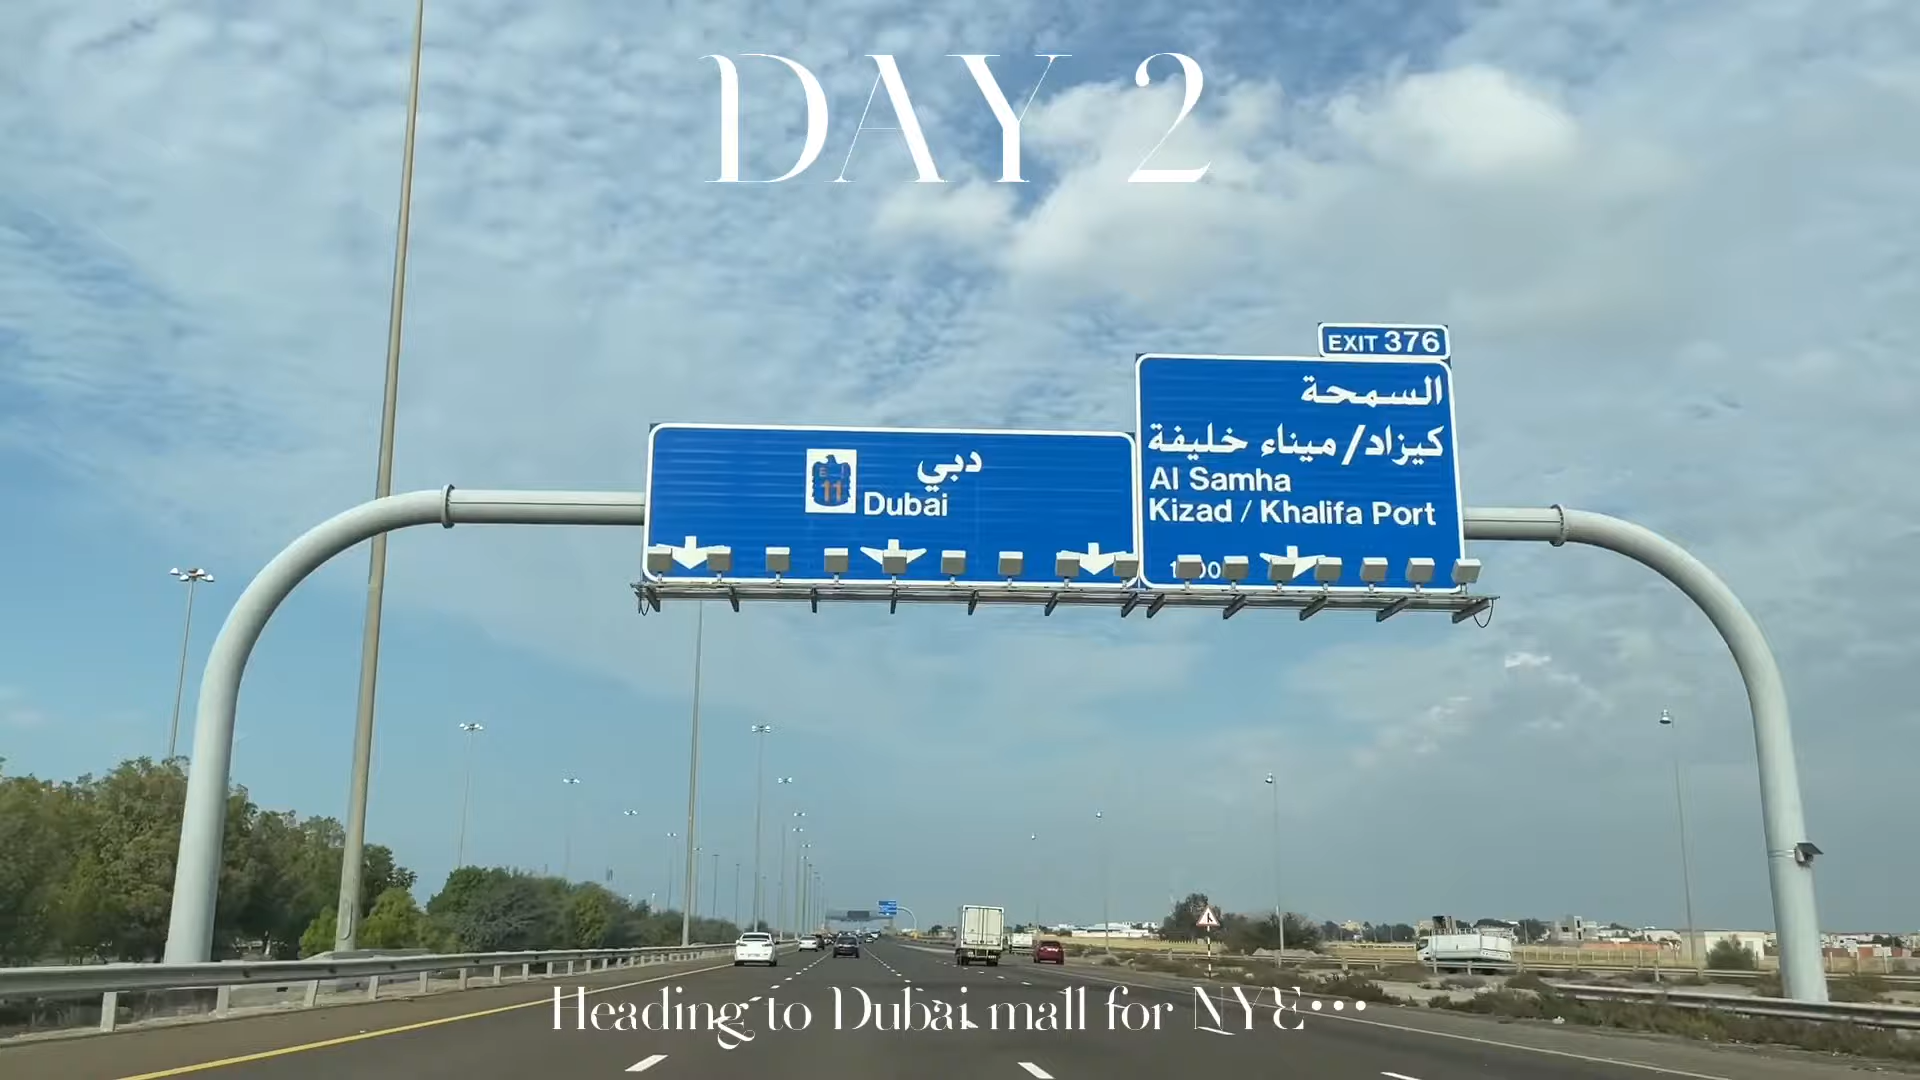 DAY 2
EXIT 376
السمحة
كيزاد/ميناء خليفة
Al Samha
Kizad / Khalifa Port
دبي
E 11
Dubai
Heading to Dubai mall for NYE...